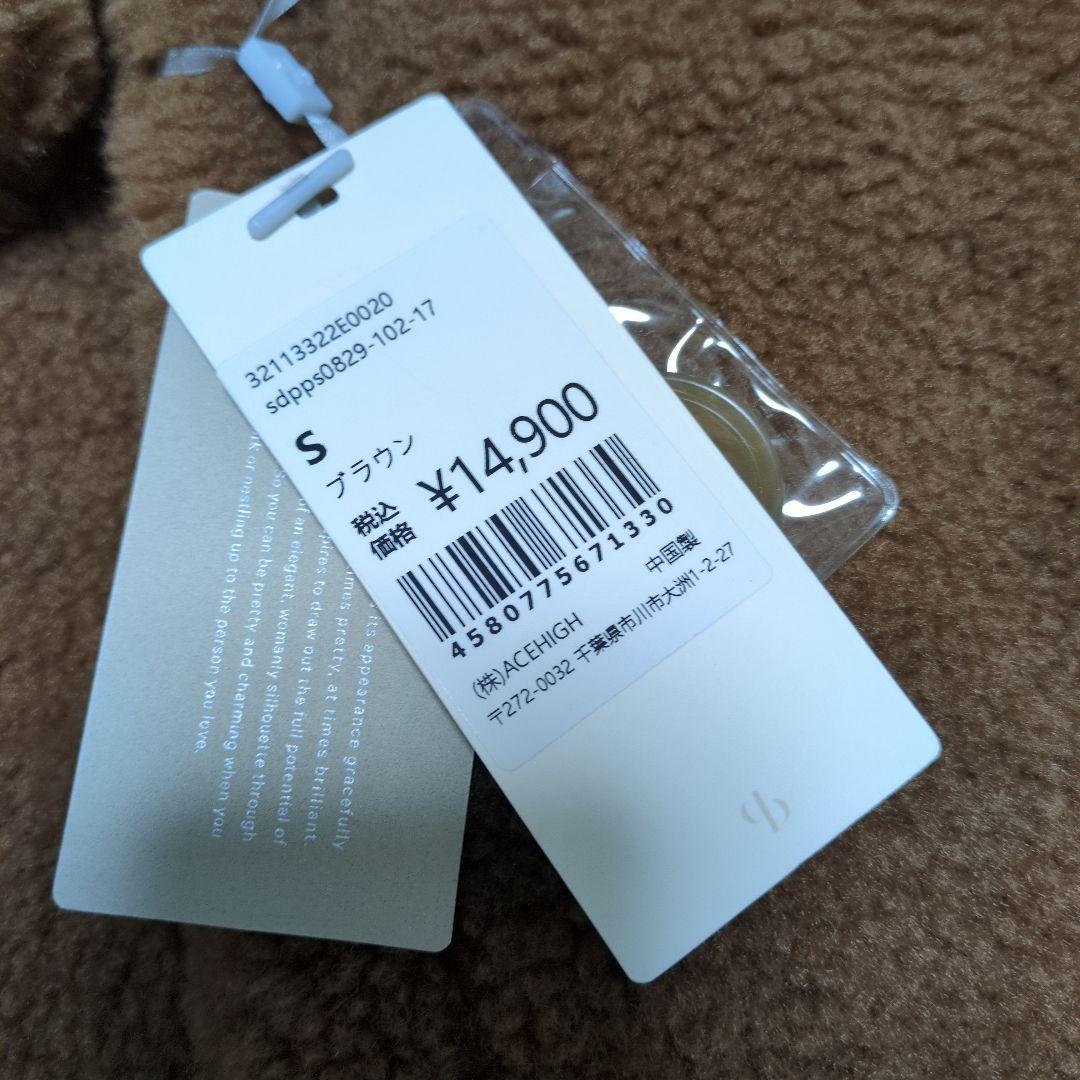 32113322E0020
sdpps0829-102-17
S
ブラウン
税込
価格
¥14,900
4580775671330
中国製
(株)ACEHIGH
〒272-0032 千葉県市川市大洲1-2-27
its appearance gracefully
pretty, at times brilliant.
to draw out the full potential of
an elegant, womanly silhouette through
so you can be pretty and charming when you
or nestling up to the person you love.